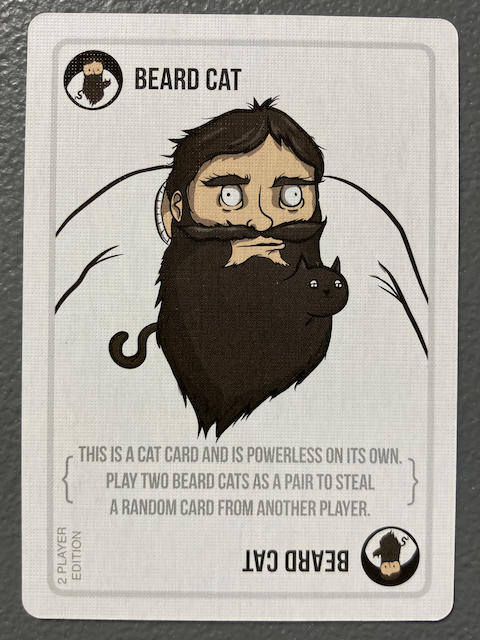 BEARD CAT
THIS IS A CAT CARD AND IS POWERLESS ON ITS OWN.
PLAY TWO BEARD CATS AS A PAIR TO STEAL
A RANDOM CARD FROM ANOTHER PLAYER.
2 PLAYER
EDITION
BEARD CAT